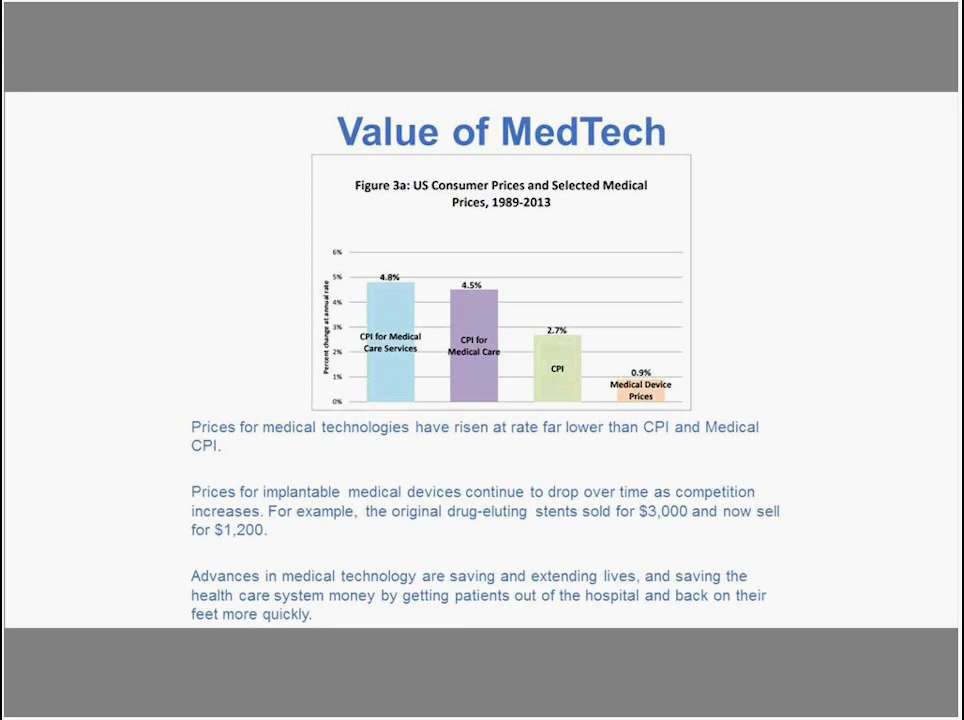 Value of MedTech
Figure 3a: US Consumer Prices and Selected Medical
Prices, 1989-2013
Percent change at annual rate
6%
5%
4%
3%
2%
1%
0%
4.8%
CPI for Medical
Care Services
4.5%
CPI for
Medical Care
2.7%
CPI
0.9%
Medical Device
Prices
Prices for medical technologies have risen at rate far lower than CPI and Medical
CPI.
Prices for implantable medical devices continue to drop over time as competition
increases. For example, the original drug-eluting stents sold for $3,000 and now sell
for $1,200.
Advances in medical technology are saving and extending lives, and saving the
health care system money by getting patients out of the hospital and back on their
feet more quickly.